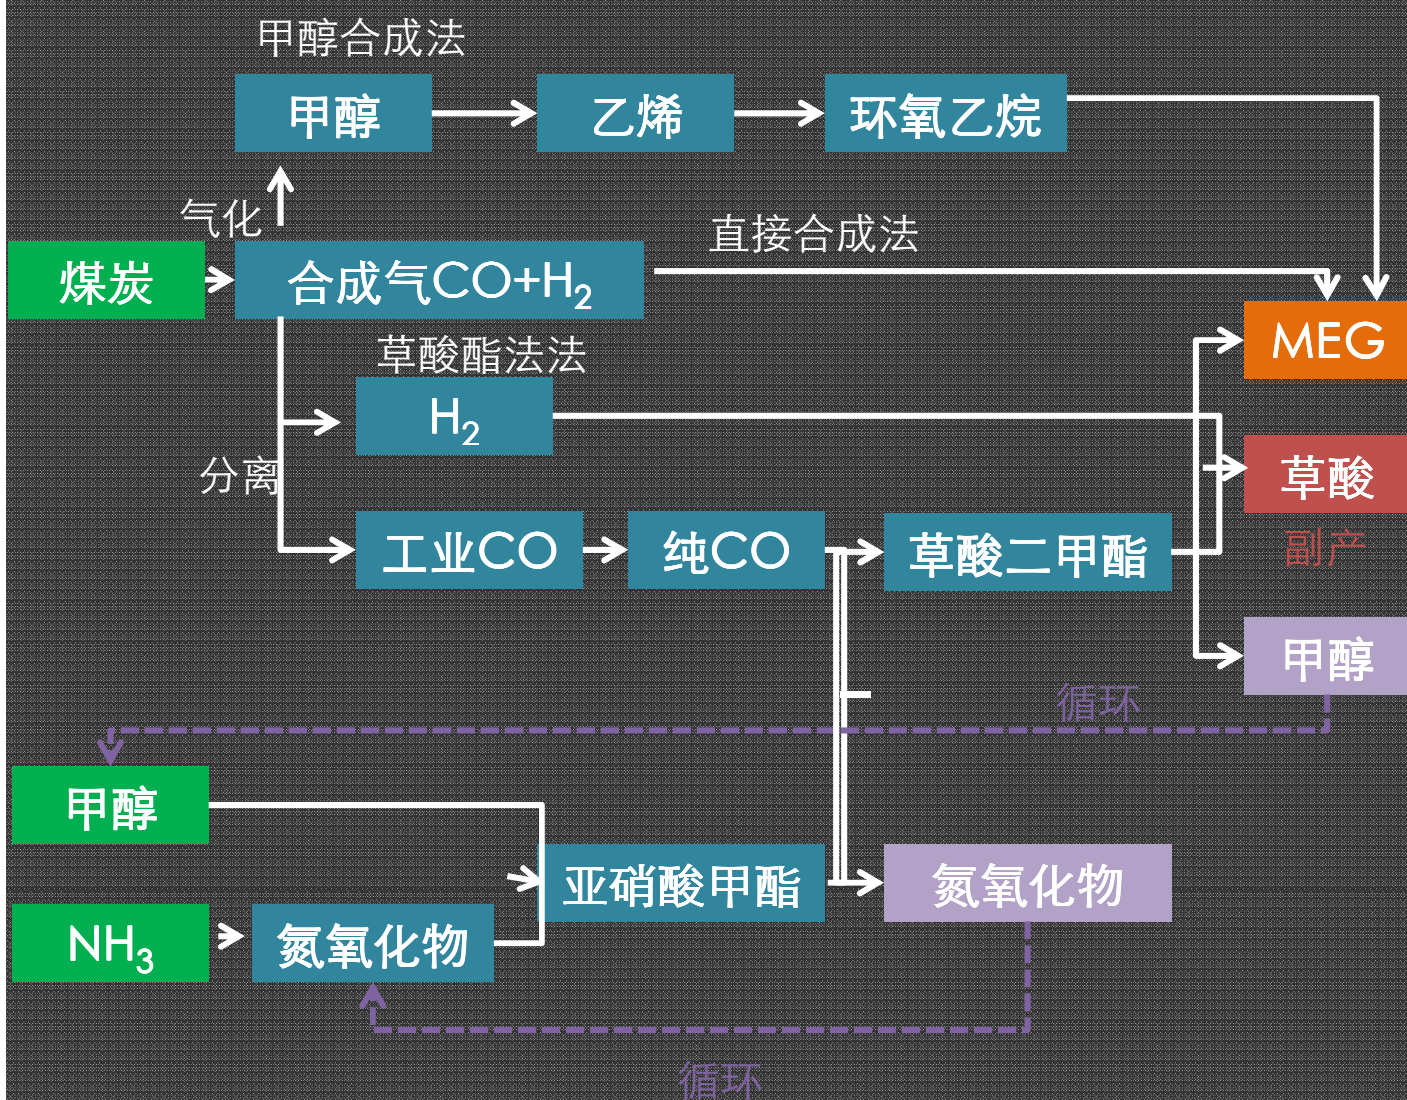 甲醇合成法
甲醇
乙烯
环氧乙烷
气化
直接合成法
煤炭
合成气CO+H2
MEG
草酸酯法法
H2
分离
草酸
工业CO
纯CO
草酸二甲酯
副产
甲醇
循环
甲醇
亚硝酸甲酯
氮氧化物
NH3
氮氧化物
循环